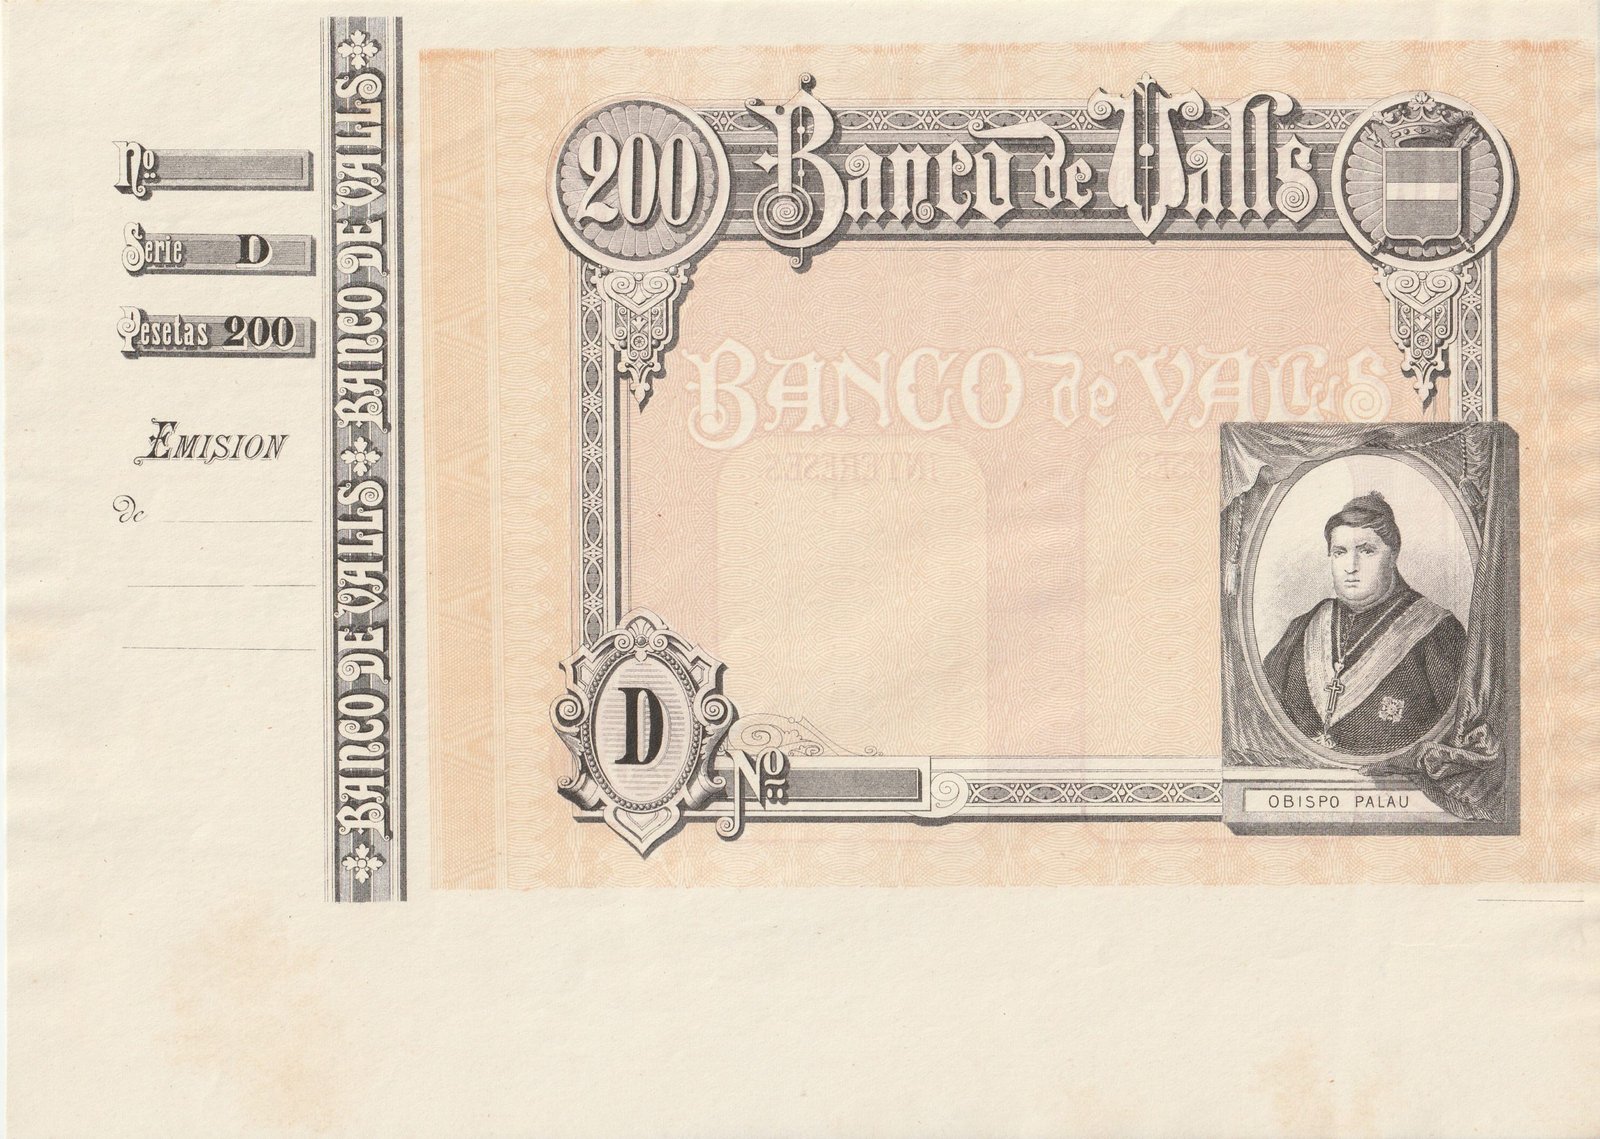 Nº
Serie D
Pesetas 200
EMISION
de
BANCO DE VALLS BANCO DE VALLS
200 Banco de Valls
BANCO de VALLS
D
Nº
OBISPO PALAU